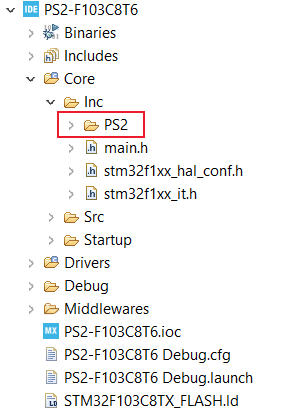 IDE PS2-F103C8T6
Binaries
Includes
Core
Inc
PS2
.h main.h
.h stm32f1xx_hal_conf.h
.h stm32f1xx_it.h
Src
Startup
Drivers
Debug
Middlewares
MX PS2-F103C8T6.ioc
PS2-F103C8T6 Debug.cfg
PS2-F103C8T6 Debug.launch
LD STM32F103C8TX_FLASH.ld